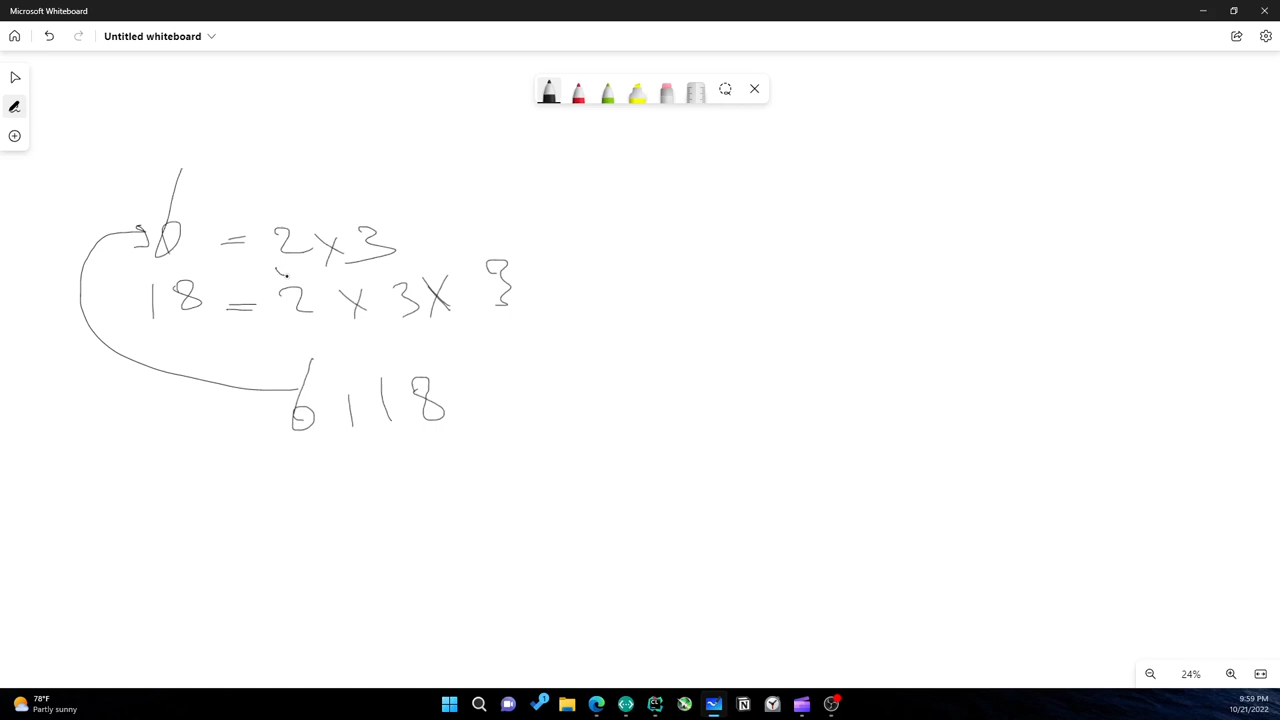 Microsoft Whiteboard
Untitled whiteboard
6 = 2 x 3
18 = 2 x 3 x 3
6, 18
24%
78°F
Partly sunny
9:59 PM
10/21/2022